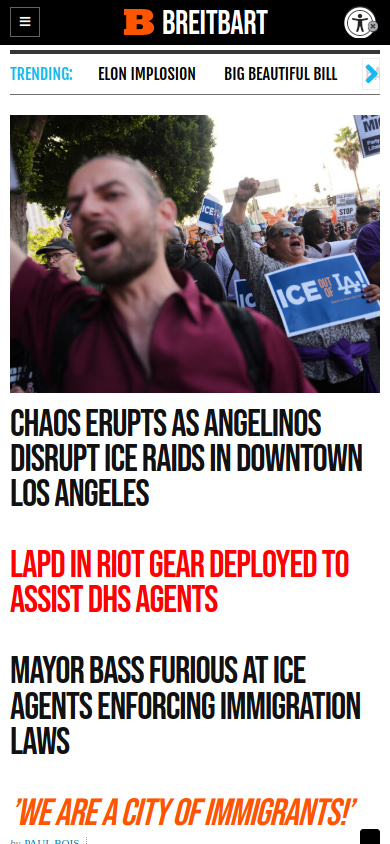 B BREITBART
TRENDING:
ELON IMPLOSION
BIG BEAUTIFUL BILL
ICE
STOP
ICE
ICE OUT OF LA!
CHAOS ERUPTS AS ANGELINOS
DISRUPT ICE RAIDS IN DOWNTOWN
LOS ANGELES
LAPD IN RIOT GEAR DEPLOYED TO
ASSIST DHS AGENTS
MAYOR BASS FURIOUS AT ICE
AGENTS ENFORCING IMMIGRATION
LAWS
'WE ARE A CITY OF IMMIGRANTS!'
by PAUL BOIS